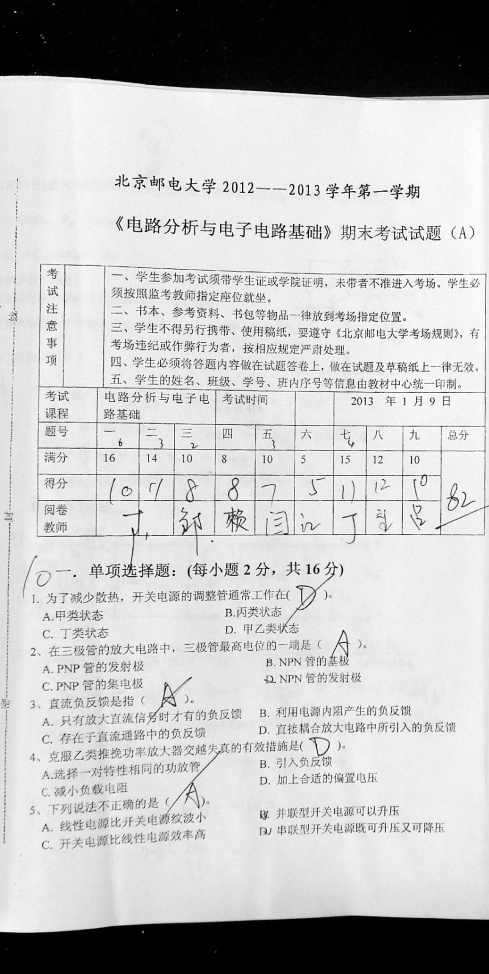 北京邮电大学 2012——2013 学年第一学期
《电路分析与电子电路基础》期末考试试题（A）
考试注意事项
一、学生参加考试须带学生证或学院证明，未带者不准进入考场。学生必
须按照监考教师指定座位就坐。
二、书本、参考资料、书包等物品一律放到考场指定位置。
三、学生不得另行携带、使用稿纸，要遵守《北京邮电大学考场规则》，有
考场违纪或作弊行为者，按相应规定严肃处理。
四、学生必须将答题内容做在试题答卷上，做在试题及草稿纸上一律无效。
五、学生的姓名、班级、学号、班内序号等信息由教材中心统一印制。
考试课程 电路分析与电子电路基础 考试时间 2013 年 1 月 9 日
题号 一 二 三 四 五 六 七 八 九 总分
6 3 2 3
满分 16 14 10 8 10 5 15 12 10
得分 10 11 8 8 7 5 11 12 10 82
阅卷教师 丁 邹 赖 闫 江 丁
10 一．单项选择题：(每小题 2 分，共 16 分)
1. 为了减少散热，开关电源的调整管通常工作在( D )。
A.甲类状态 B.丙类状态
C. 丁类状态 D. 甲乙类状态
2、在三极管的放大电路中，三极管最高电位的一端是（ A ）。
A. PNP 管的发射极 B. NPN 管的基极
C. PNP 管的集电极 D. NPN 管的发射极
3、直流负反馈是指（ A ）。
A. 只有放大直流信号时才有的负反馈 B. 利用电源内阻产生的负反馈
C. 存在于直流通路中的负反馈 D. 直接耦合放大电路中所引入的负反馈
4、克服乙类推挽功率放大器交越失真的有效措施是( D )。
A.选择一对特性相同的功放管 B. 引入负反馈
C. 减小负载电阻 D. 加上合适的偏置电压
5、下列说法不正确的是（ A ）。
A. 线性电源比开关电源纹波小 B. 并联型开关电源可以升压
C. 开关电源比线性电源效率高 D. 串联型开关电源既可升压又可降压